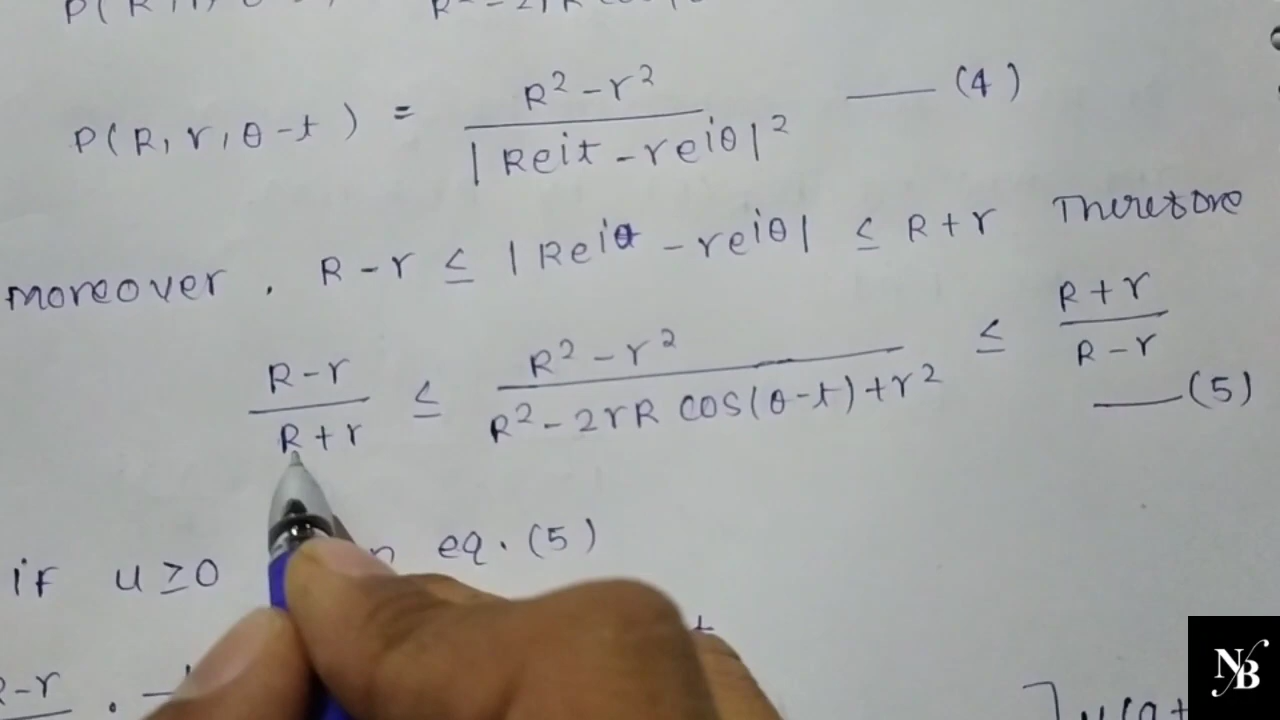 P(R, r, θ-t) = R² - r² / |Reit - reiθ|² —— (4)
moreover . R - r ≤ |Reiθ - reiθ| ≤ R + r Therefore
R - r / R + r ≤ R² - r² / R² - 2rR cos(θ-t) + r² ≤ R + r / R - r —— (5)
if u ≥ 0 eq. (5)
R - r
NB